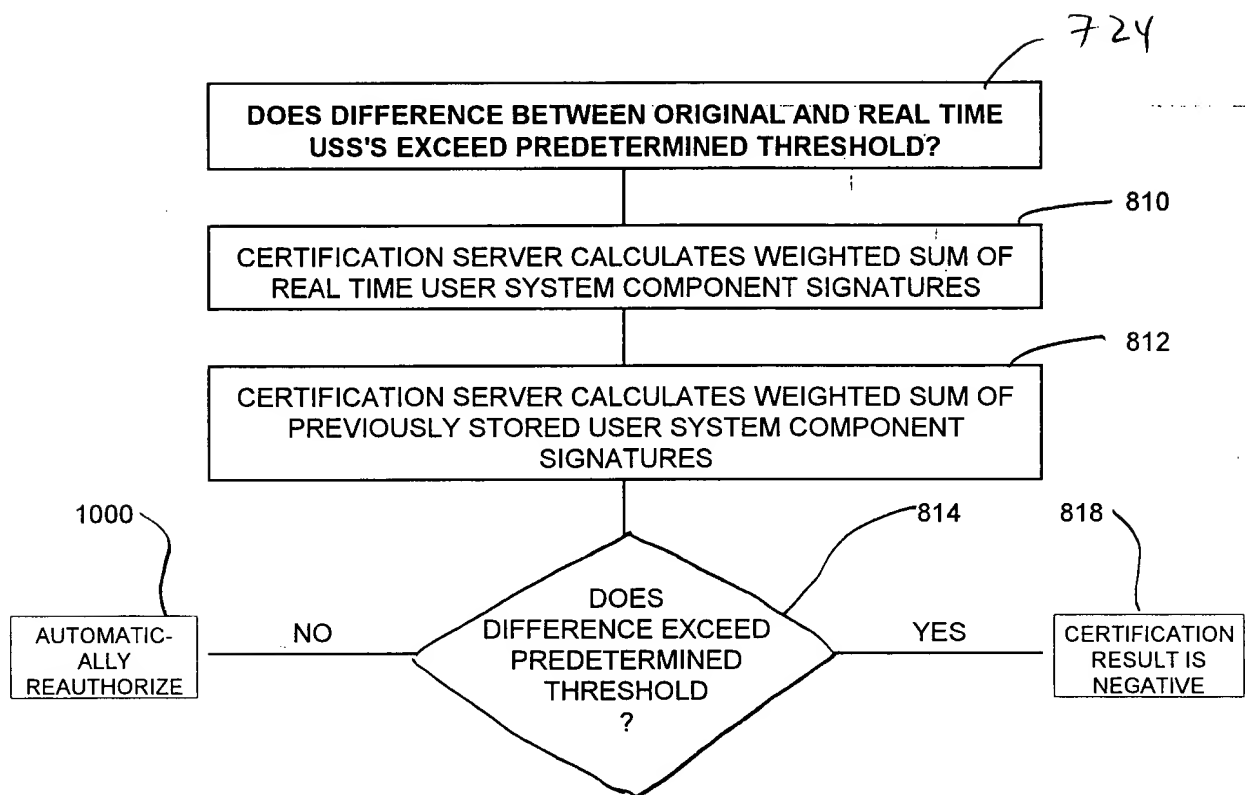 724
DOES DIFFERENCE BETWEEN ORIGINAL AND REAL TIME
USS'S EXCEED PREDETERMINED THRESHOLD?
810
CERTIFICATION SERVER CALCULATES WEIGHTED SUM OF
REAL TIME USER SYSTEM COMPONENT SIGNATURES
812
CERTIFICATION SERVER CALCULATES WEIGHTED SUM OF
PREVIOUSLY STORED USER SYSTEM COMPONENT
SIGNATURES
1000
814
818
AUTOMATIC-
ALLY
REAUTHORIZE
NO
DOES
DIFFERENCE EXCEED
PREDETERMINED
THRESHOLD
?
YES
CERTIFICATION
RESULT IS
NEGATIVE